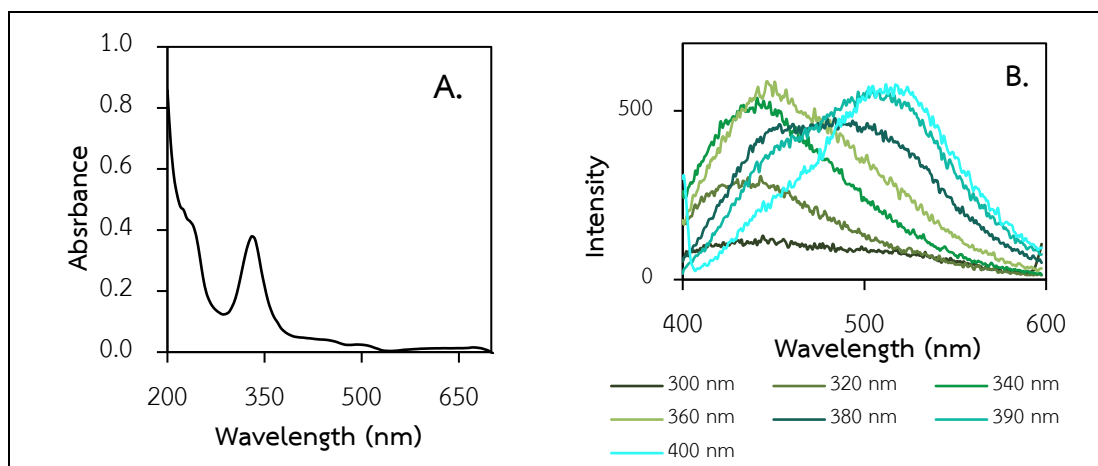 A.
Absrbance
1.0
0.8
0.6
0.4
0.2
0.0
200 350 500 650
Wavelength (nm)
B.
Intensity
500
0
400 500 600
Wavelength (nm)
300 nm 320 nm 340 nm
360 nm 380 nm 390 nm
400 nm